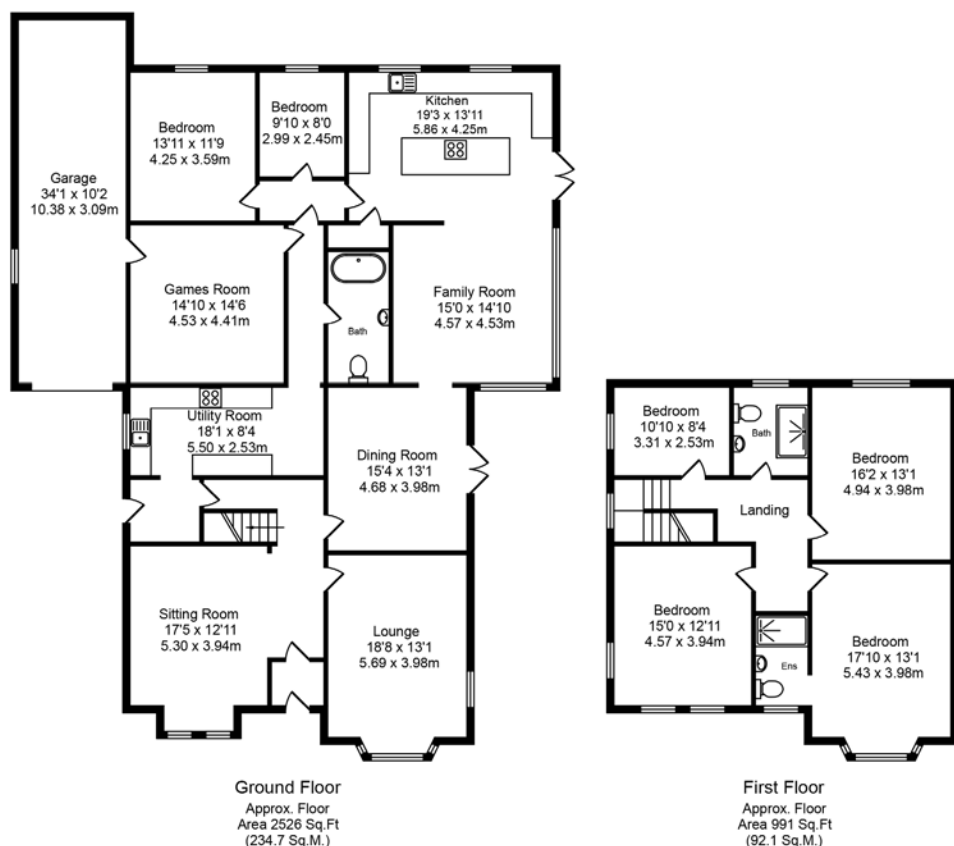 Garage
34'1 x 10'2
10.38 x 3.09m
Bedroom
13'11 x 11'9
4.25 x 3.59m
Bedroom
9'10 x 8'0
2.99 x 2.45m
Kitchen
19'3 x 13'11
5.86 x 4.25m
Games Room
14'10 x 14'6
4.53 x 4.41m
Bath
Family Room
15'0 x 14'10
4.57 x 4.53m
Utility Room
18'1 x 8'4
5.50 x 2.53m
Dining Room
15'4 x 13'1
4.68 x 3.98m
Sitting Room
17'5 x 12'11
5.30 x 3.94m
Lounge
18'8 x 13'1
5.69 x 3.98m
Ground Floor
Approx. Floor
Area 2526 Sq.Ft
(234.7 Sq.M.)
Bedroom
10'10 x 8'4
3.31 x 2.53m
Bath
Bedroom
16'2 x 13'1
4.94 x 3.98m
Landing
Bedroom
15'0 x 12'11
4.57 x 3.94m
Ens
Bedroom
17'10 x 13'1
5.43 x 3.98m
First Floor
Approx. Floor
Area 991 Sq.Ft
(92.1 Sq.M.)